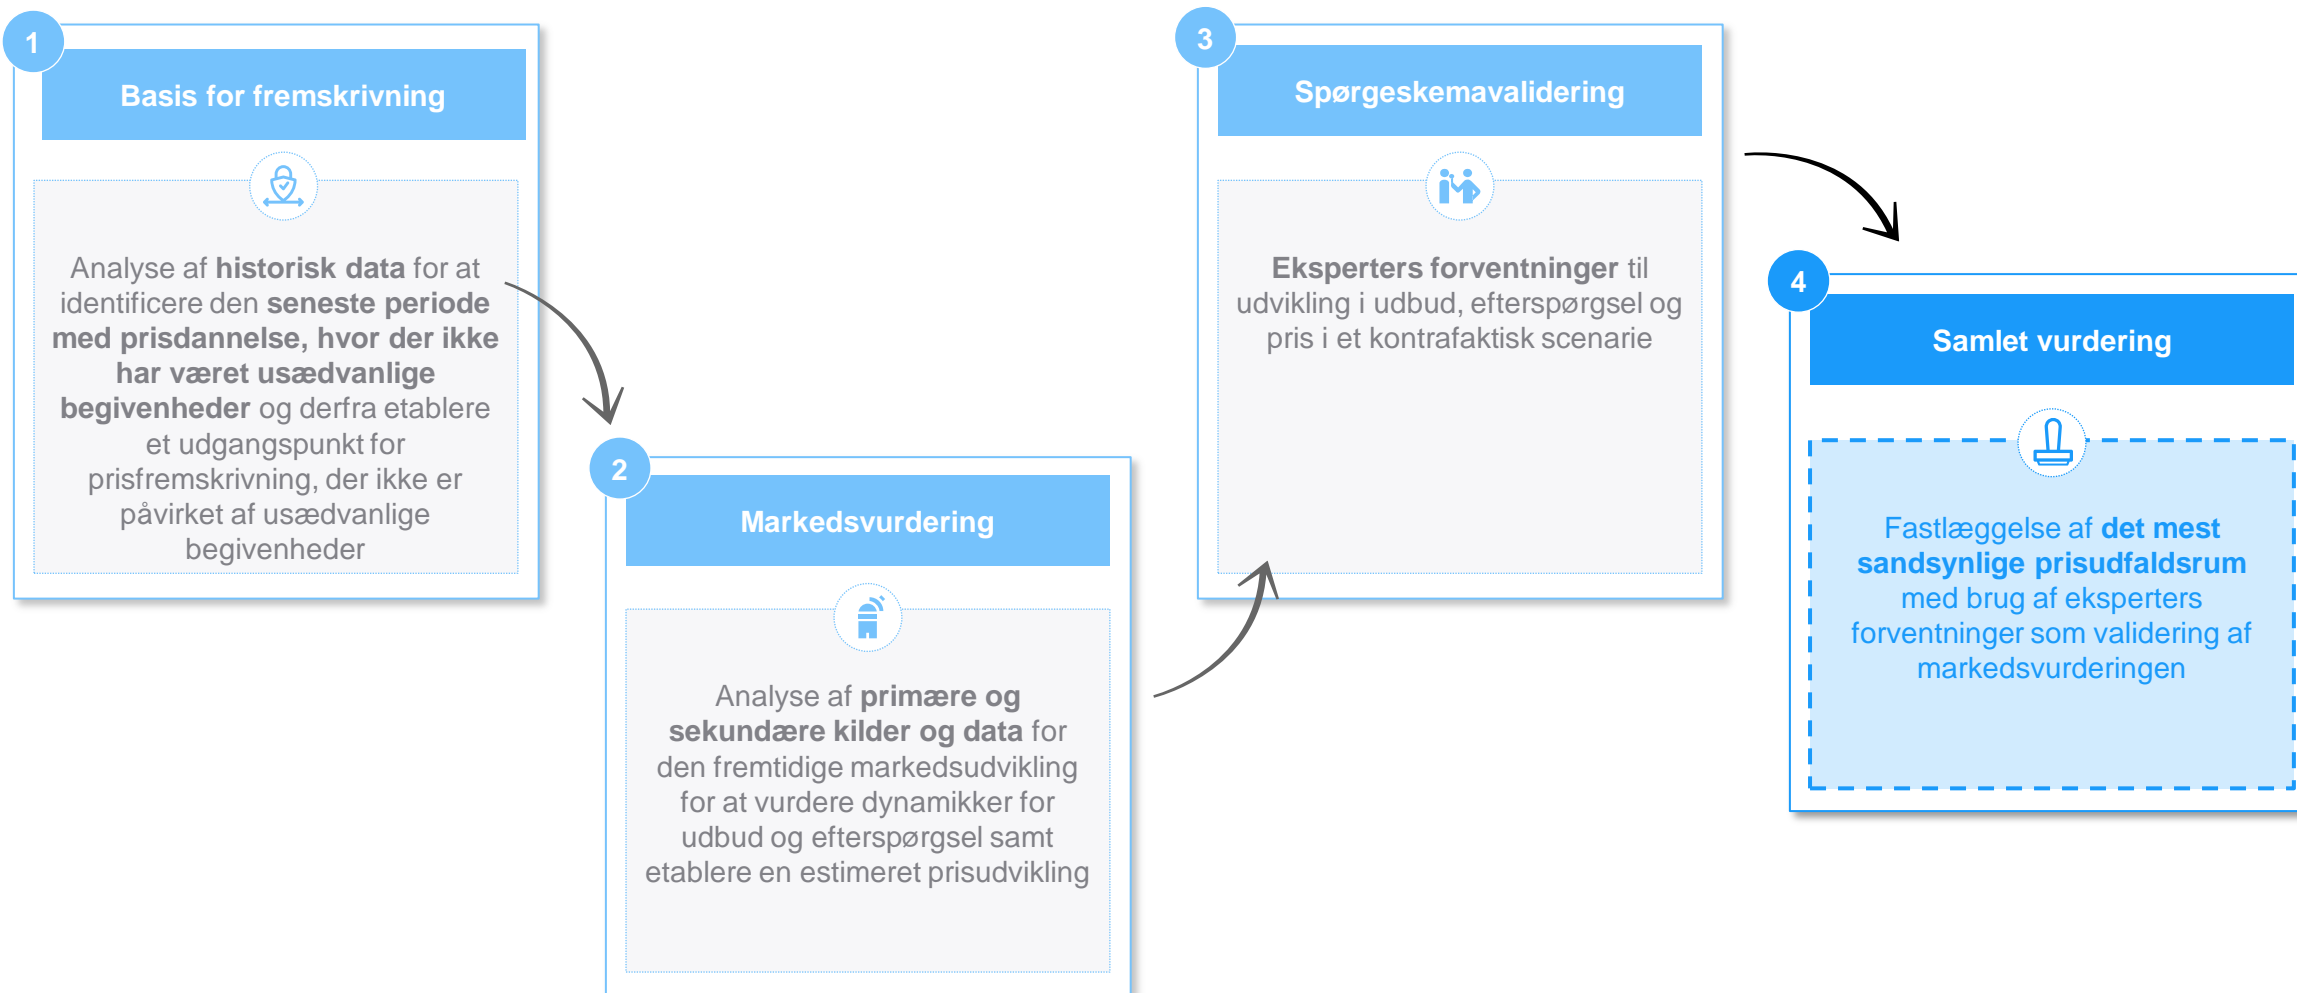 1
Basis for fremskrivning
Analyse af historisk data for at
identificere den seneste periode
med prisdannelse, hvor der ikke
har været usædvanlige
begivenheder og derfra etablere
et udgangspunkt for
prisfremskrivning, der ikke er
påvirket af usædvanlige
begivenheder
2
Markedsvurdering
Analyse af primære og
sekundære kilder og data for
den fremtidige markedsudvikling
for at vurdere dynamikker for
udbud og efterspørgsel samt
etablere en estimeret prisudvikling
3
Spørgeskemavalidering
Eksperters forventninger til
udvikling i udbud, efterspørgsel og
pris i et kontrafaktisk scenarie
4
Samlet vurdering
Fastlæggelse af det mest
sandsynlige prisudfaldsrum
med brug af eksperters
forventninger som validering af
markedsvurderingen